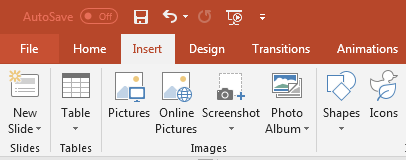 AutoSave Off
File Home Insert Design Transitions Animations
New Slide Table Pictures Online Pictures Screenshot Photo Album Shapes Icons
Slides Tables Images